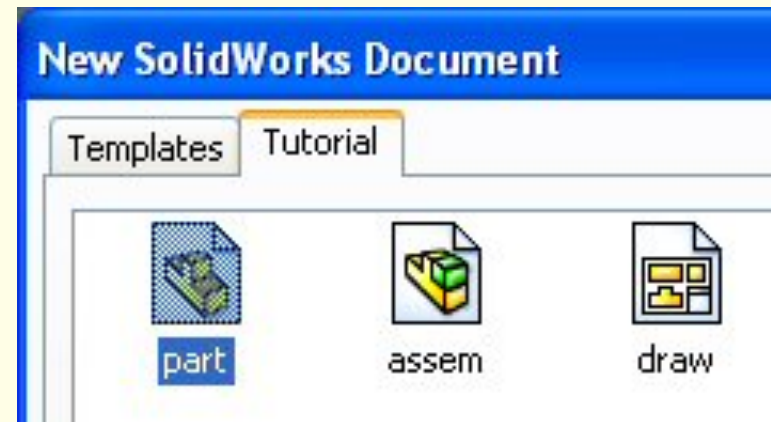 New SolidWorks Document
Templates Tutorial
part assem draw